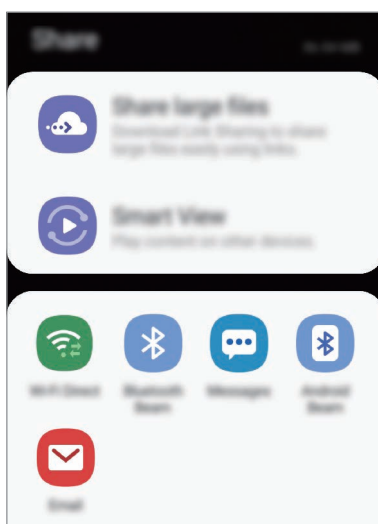 Share
Share large files
Download Link Sharing to share
large files easily using links.
Smart View
Play content on other devices.
Wi-Fi Direct
Bluetooth
Messages
Android
Beam
Email